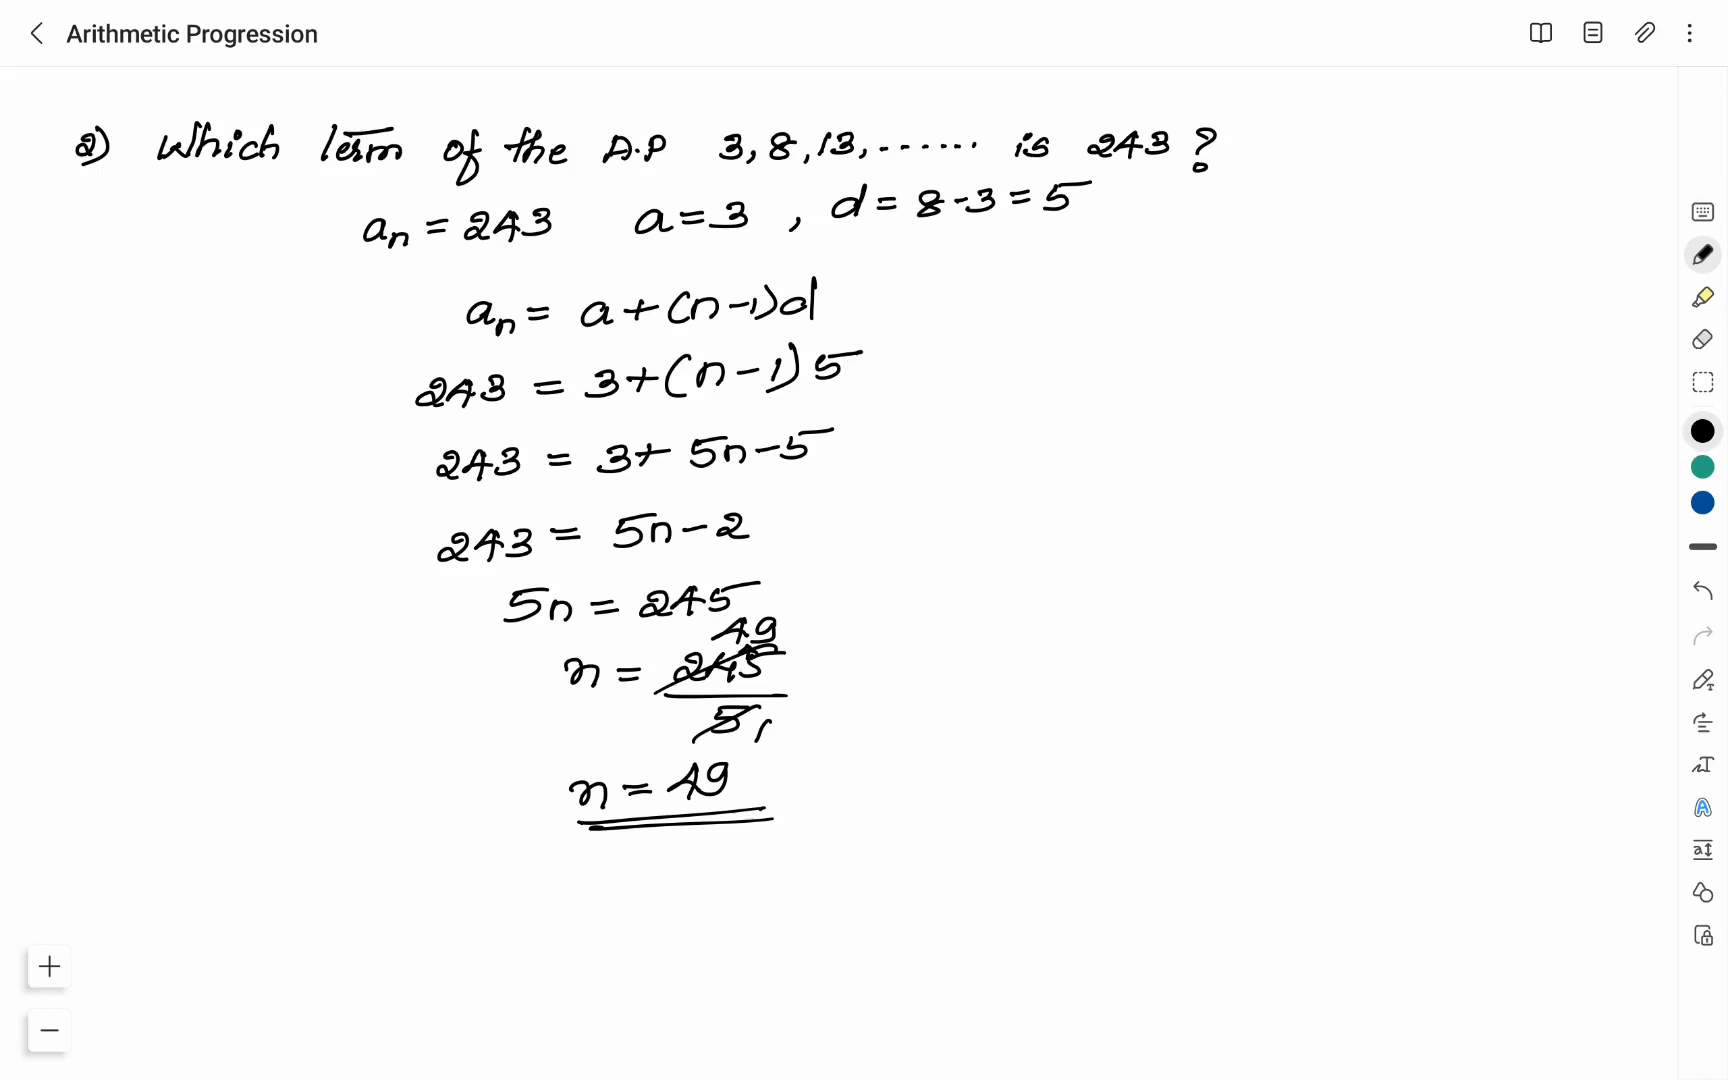 Arithmetic Progression
2) Which term of the A.P 3, 8, 13, ....... is 243 ?
aₙ = 243 a = 3 , d = 8 - 3 = 5
aₙ = a + (n - 1)d
243 = 3 + (n - 1) 5
243 = 3 + 5n - 5
243 = 5n - 2
5n = 245
49
n = 245
5 1
n = 49